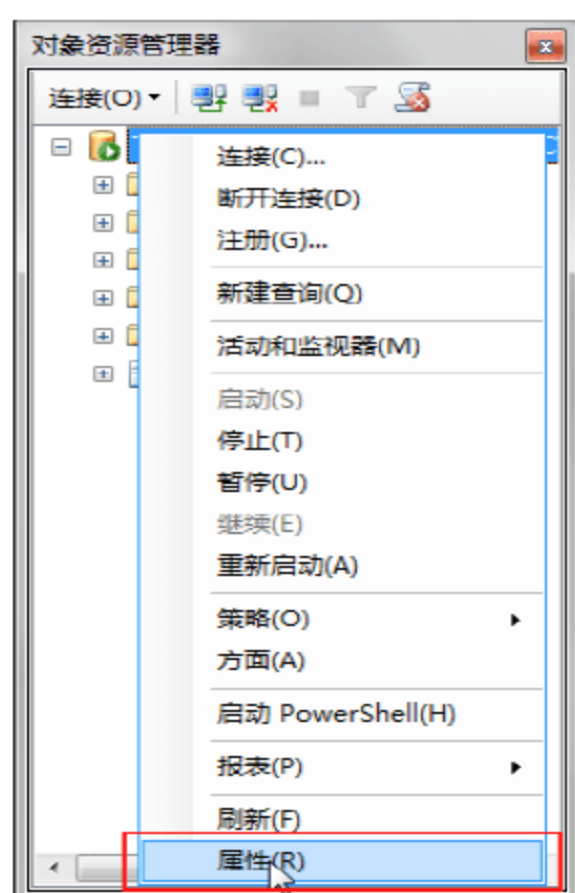 对象资源管理器
连接(O)
连接(C)...
断开连接(D)
注册(G)...
新建查询(Q)
活动和监视器(M)
启动(S)
停止(T)
暂停(U)
继续(E)
重新启动(A)
策略(O)
方面(A)
启动 PowerShell(H)
报表(P)
刷新(F)
属性(R)